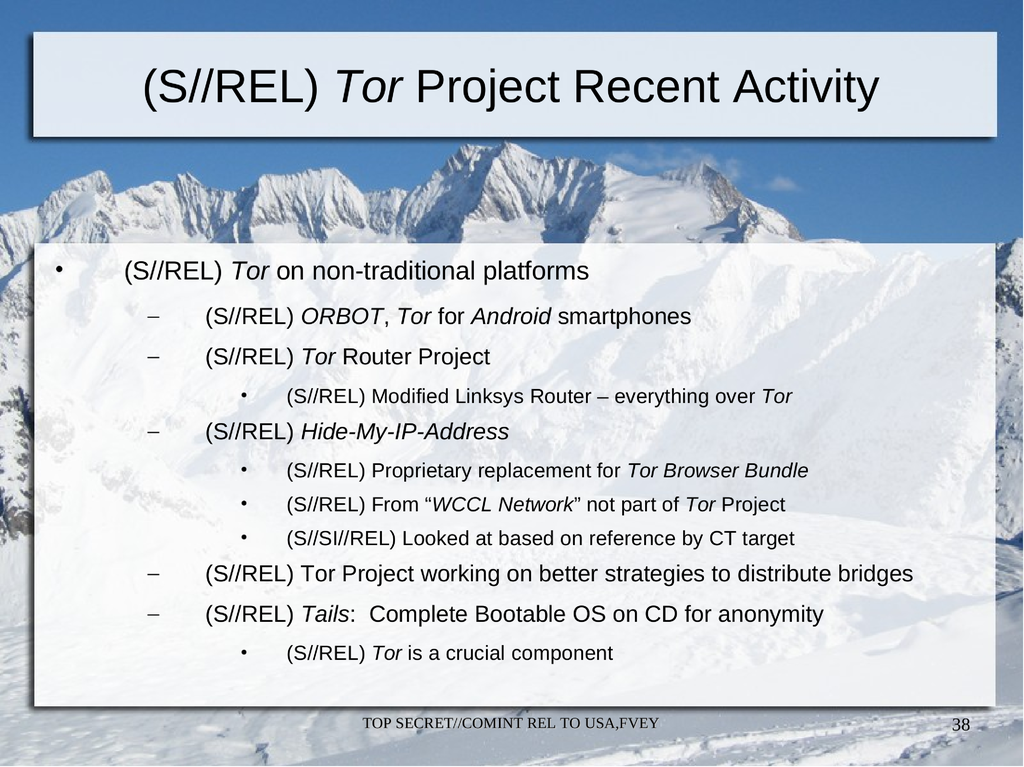 (S//REL) Tor Project Recent Activity
• (S//REL) Tor on non-traditional platforms
– (S//REL) ORBOT, Tor for Android smartphones
– (S//REL) Tor Router Project
• (S//REL) Modified Linksys Router – everything over Tor
– (S//REL) Hide-My-IP-Address
• (S//REL) Proprietary replacement for Tor Browser Bundle
• (S//REL) From “WCCL Network” not part of Tor Project
• (S//SI//REL) Looked at based on reference by CT target
– (S//REL) Tor Project working on better strategies to distribute bridges
– (S//REL) Tails:  Complete Bootable OS on CD for anonymity
• (S//REL) Tor is a crucial component
TOP SECRET//COMINT REL TO USA,FVEY
38